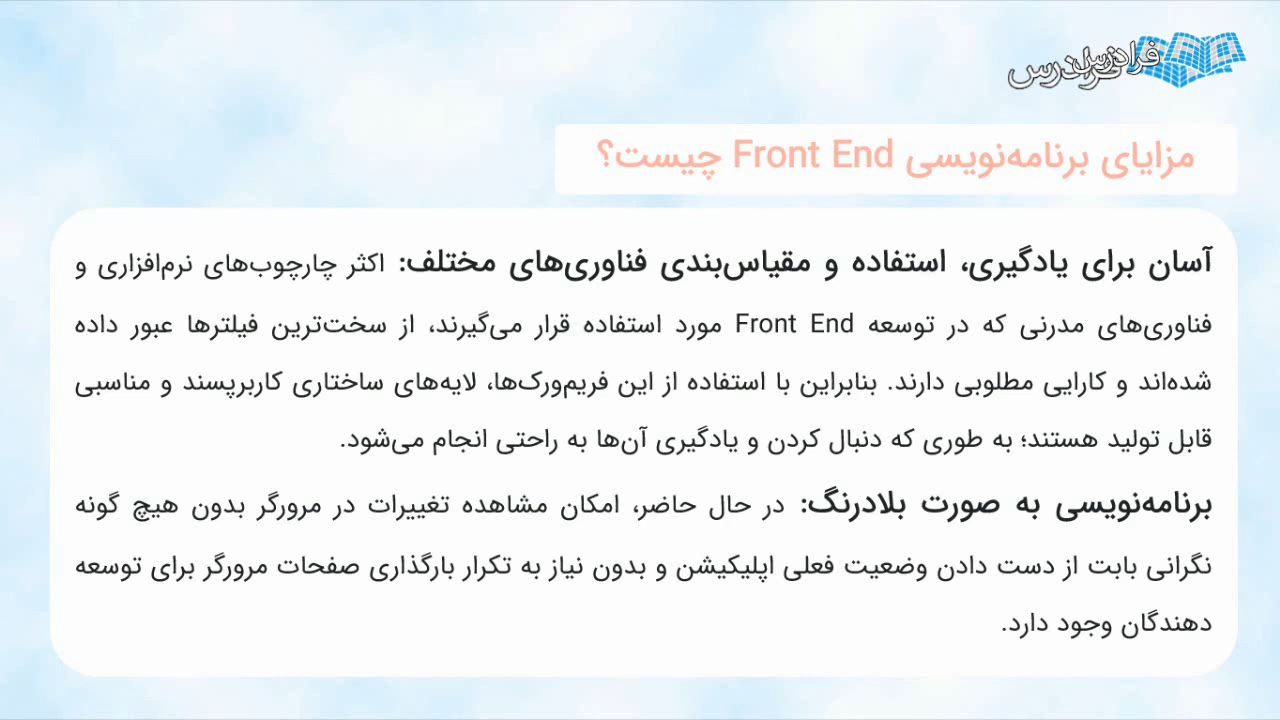 فرادرس
مزایای برنامه‌نویسی Front End چیست؟
آسان برای یادگیری، استفاده و مقیاس‌بندی فناوری‌های مختلف: اکثر چارچوب‌های نرم‌افزاری و
فناوری‌های مدرنی که در توسعه Front End مورد استفاده قرار می‌گیرند، از سخت‌ترین فیلترها عبور داده
شده‌اند و کارایی مطلوبی دارند. بنابراین با استفاده از این فریم‌ورک‌ها، لایه‌های ساختاری کاربرپسند و مناسبی
قابل تولید هستند؛ به طوری که دنبال کردن و یادگیری آن‌ها به راحتی انجام می‌شود.
برنامه‌نویسی به صورت بلادرنگ: در حال حاضر، امکان مشاهده تغییرات در مرورگر بدون هیچ گونه
نگرانی بابت از دست دادن وضعیت فعلی اپلیکیشن و بدون نیاز به تکرار بارگذاری صفحات مرورگر برای توسعه
دهندگان وجود دارد.